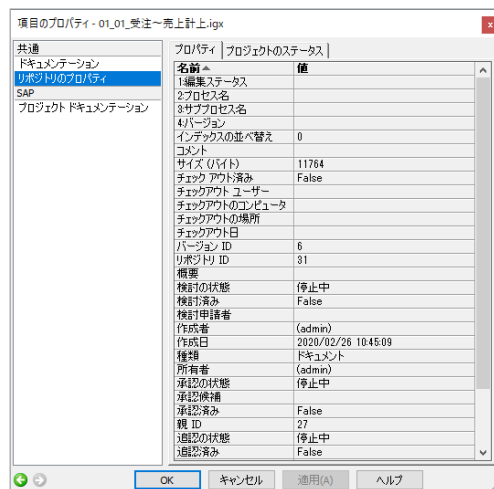 項目のプロパティ - 01_01_受注～売上計上.igx
x
共通
ドキュメンテーション
リポジトリのプロパティ
SAP
プロジェクト ドキュメンテーション
プロパティ プロジェクトのステータス
名前 値
1:編集ステータス
2:プロセス名
3:サブプロセス名
4:バージョン
インデックスの並べ替え 0
コメント
サイズ (バイト) 11764
チェック アウト済み False
チェックアウト ユーザー
チェックアウトのコンピュータ
チェックアウトの場所
チェックアウト日
バージョン ID 6
リポジトリ ID 31
概要
検討の状態 停止中
検討済み False
検討申請者
作成者 (admin)
作成日 2020/02/26 10:45:09
種類 ドキュメント
所有者 (admin)
承認の状態 停止中
承認候補
承認済み False
親 ID 27
追認の状態 停止中
追認済み False
OK キャンセル 適用(A) ヘルプ